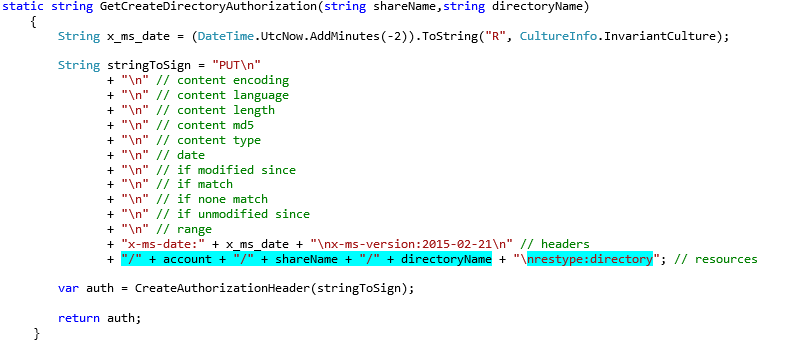 static string GetCreateDirectoryAuthorization(string shareName,string directoryName)
{
String x_ms_date = (DateTime.UtcNow.AddMinutes(-2)).ToString("R", CultureInfo.InvariantCulture);
String stringToSign = "PUT\n"
+ "\n" // content encoding
+ "\n" // content language
+ "\n" // content length
+ "\n" // content md5
+ "\n" // content type
+ "\n" // date
+ "\n" // if modified since
+ "\n" // if match
+ "\n" // if none match
+ "\n" // if unmodified since
+ "\n" // range
+ "x-ms-date:" + x_ms_date + "\nx-ms-version:2015-02-21\n" // headers
+ "/" + account + "/" + shareName + "/" + directoryName + "\nrestype:directory"; // resources
var auth = CreateAuthorizationHeader(stringToSign);
return auth;
}